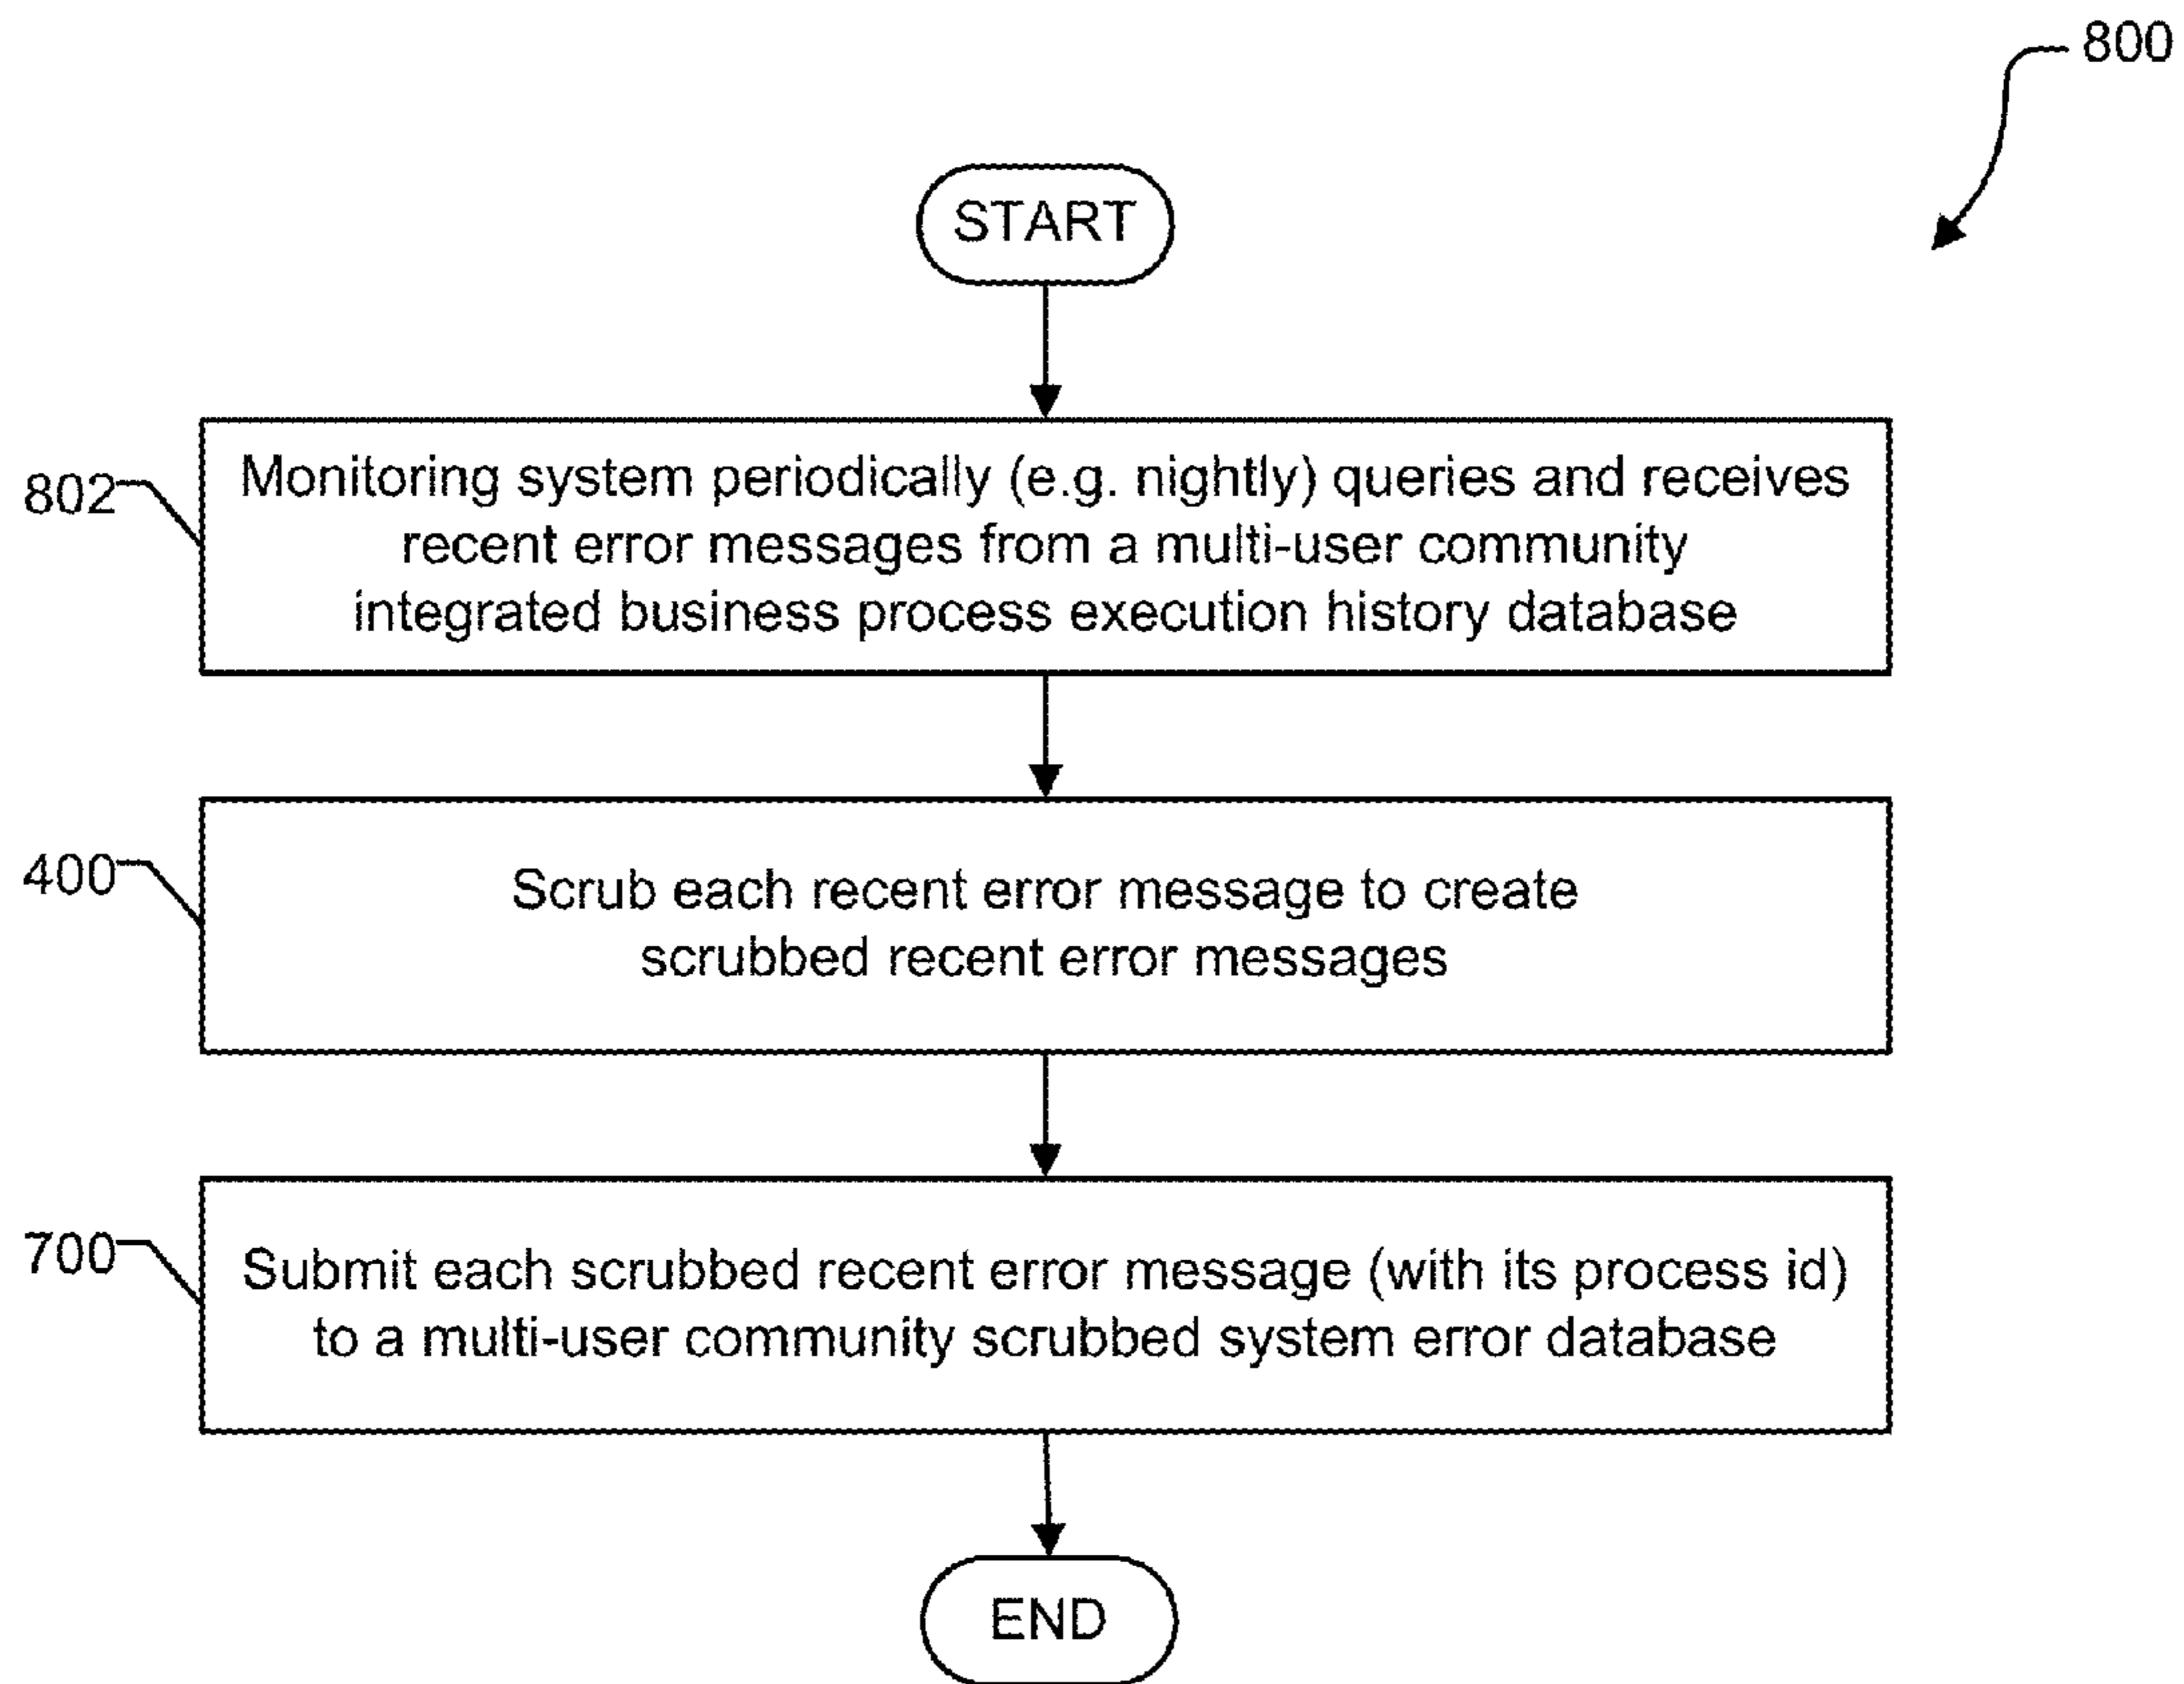 800
START
802
Monitoring system periodically (e.g. nightly) queries and receives
recent error messages from a multi-user community
integrated business process execution history database
400
Scrub each recent error message to create
scrubbed recent error messages
700
Submit each scrubbed recent error message (with its process id)
to a multi-user community scrubbed system error database
END